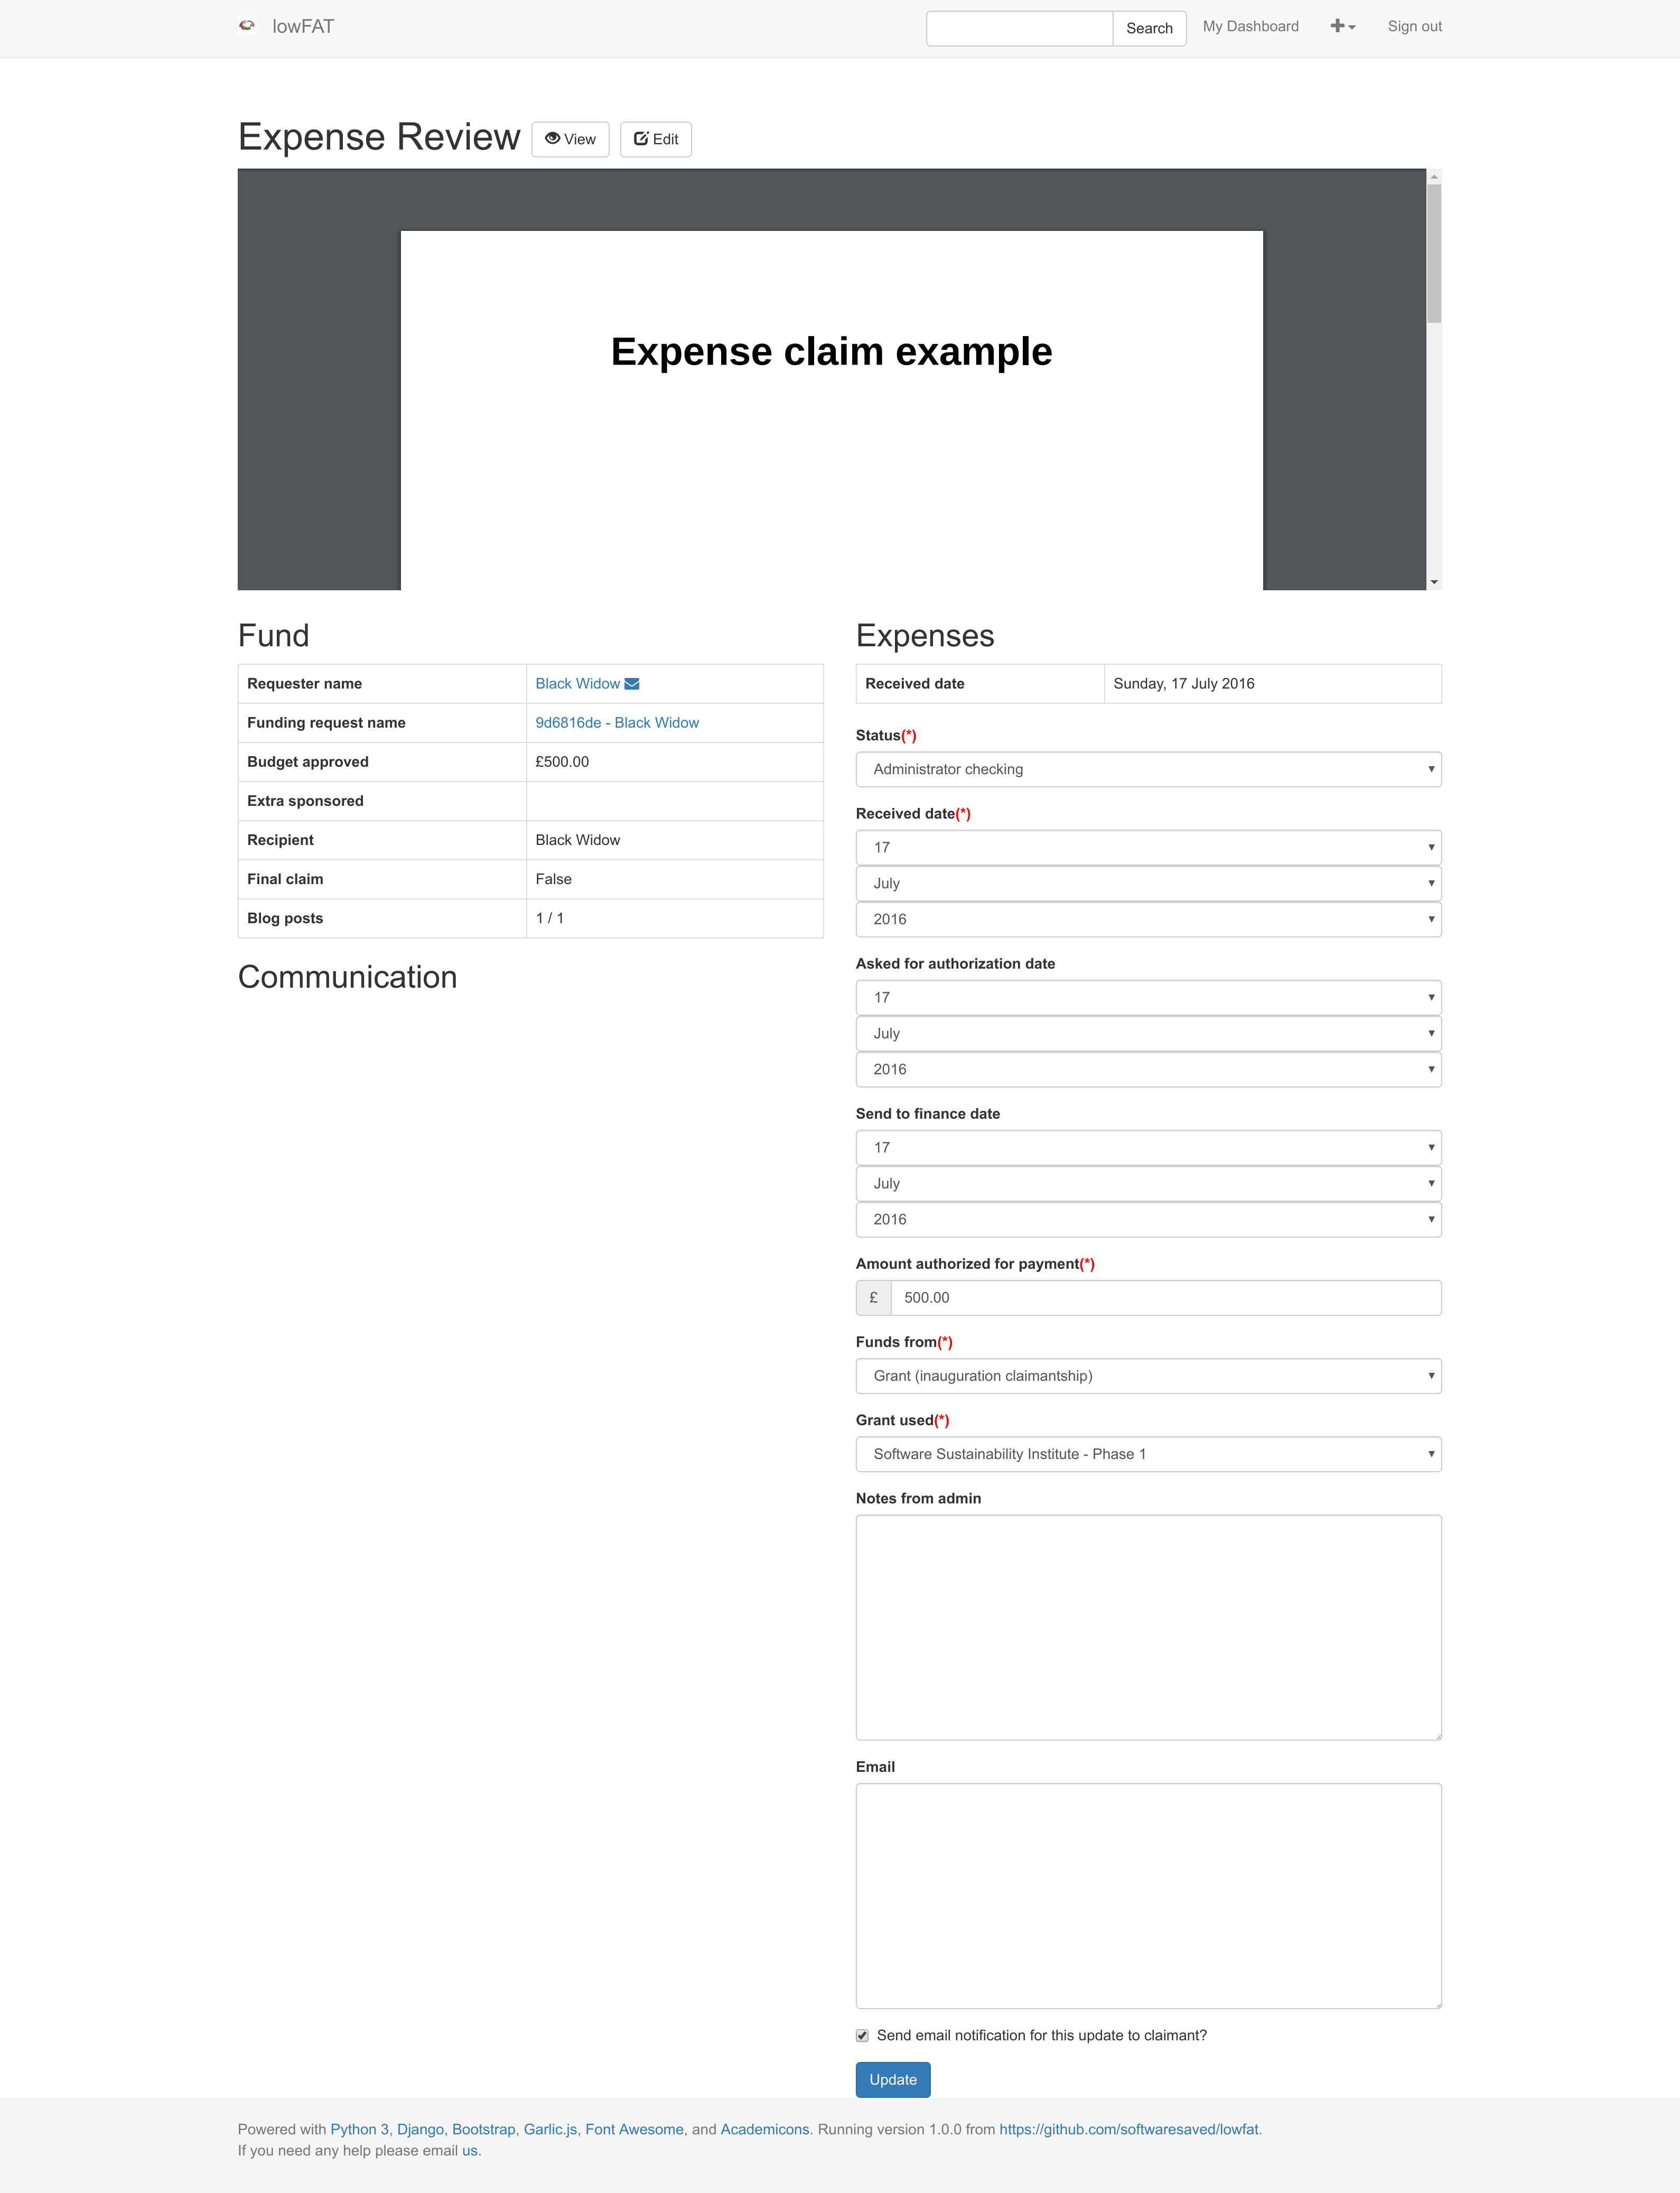 lowFAT
Search
My Dashboard
Sign out
Expense Review
View
Edit
Expense claim example
Fund
Requester name Black Widow
Funding request name 9d6816de - Black Widow
Budget approved £500.00
Extra sponsored
Recipient Black Widow
Final claim False
Blog posts 1 / 1
Communication
Expenses
Received date Sunday, 17 July 2016
Status(*)
Administrator checking
Received date(*)
17
July
2016
Asked for authorization date
17
July
2016
Send to finance date
17
July
2016
Amount authorized for payment(*)
£ 500.00
Funds from(*)
Grant (inauguration claimantship)
Grant used(*)
Software Sustainability Institute - Phase 1
Notes from admin
Email
Send email notification for this update to claimant?
Update
Powered with Python 3, Django, Bootstrap, Garlic.js, Font Awesome, and Academicons. Running version 1.0.0 from https://github.com/softwaresaved/lowfat.
If you need any help please email us.